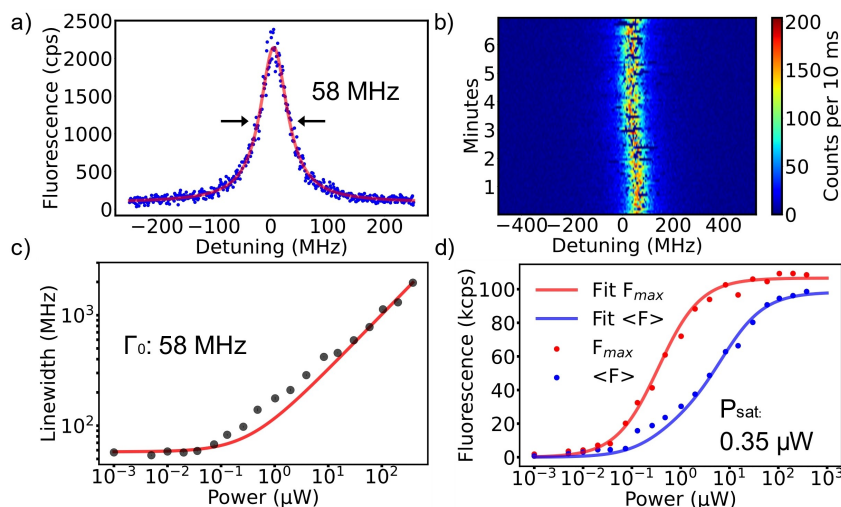 a)
2500
2000
1500
1000
500
0
Fluorescence (cps)
58 MHz
−200 −100 0 100 200
Detuning (MHz)
b)
6
5
4
3
2
1
Minutes
−400 −200 0 200 400
Detuning (MHz)
200
150
100
50
0
Counts per 10 ms
c)
10³
10²
Linewidth (MHz)
Γ₀: 58 MHz
10⁻³ 10⁻² 10⁻¹ 10⁰ 10¹ 10²
Power (μW)
d)
100
80
60
40
20
0
Fluorescence (kcps)
Fit Fₘₐₓ
Fit <F>
Fₘₐₓ
<F>
Psat:
0.35 μW
10⁻³ 10⁻² 10⁻¹ 10⁰ 10¹ 10² 10³
Power (μW)